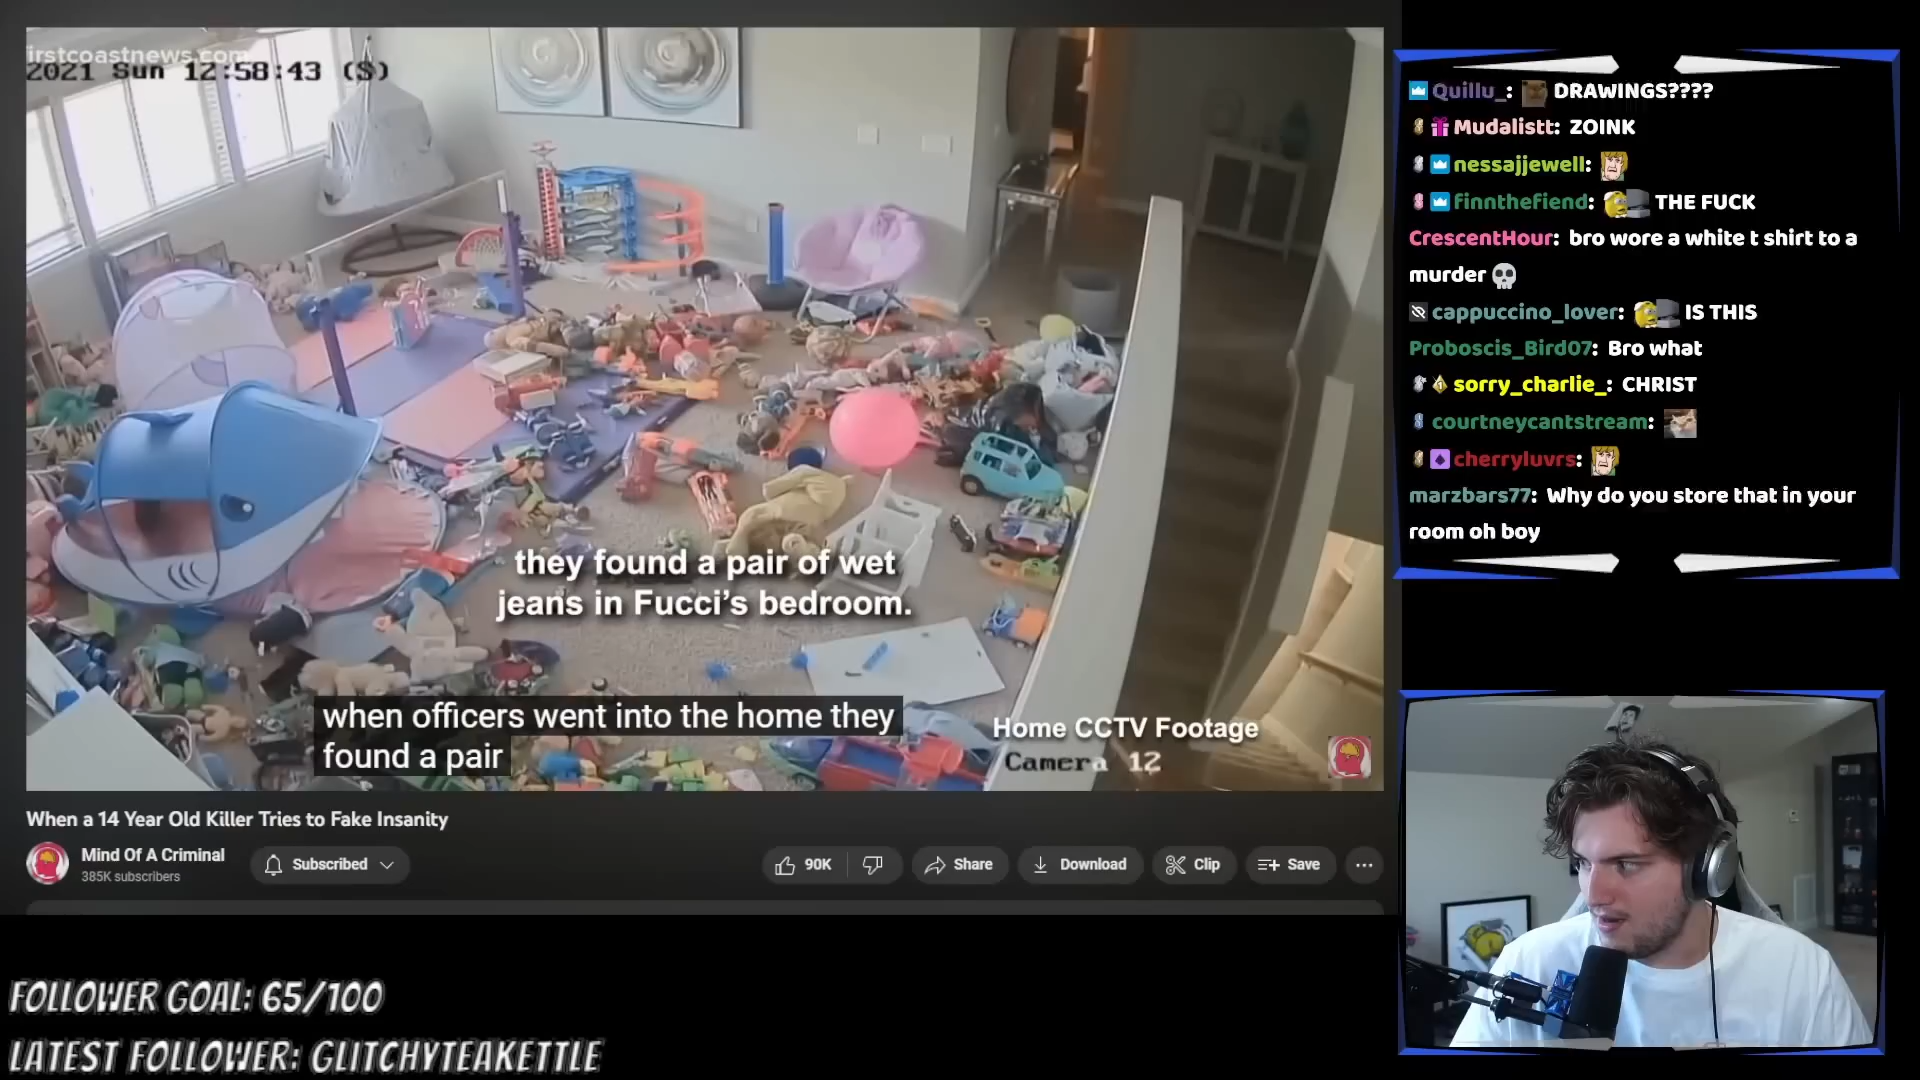 irstcoastnews.com
2021 Sun 12:58:43 (S)
they found a pair of wet
jeans in Fucci's bedroom.
when officers went into the home they
found a pair
Home CCTV Footage
Camera 12
When a 14 Year Old Killer Tries to Fake Insanity
Mind Of A Criminal
385K subscribers
Subscribed
90K
Share
Download
Clip
Save
FOLLOWER GOAL: 65/100
LATEST FOLLOWER: GLITCHYTEAKETTLE
Quillu_: DRAWINGS????
Mudalistt: ZOINK
nessajjewell:
finnthefiend: THE FUCK
CrescentHour: bro wore a white t shirt to a
murder
cappuccino_lover: IS THIS
Proboscis_Bird07: Bro what
sorry_charlie_: CHRIST
courtneycantstream:
cherryluvrs:
marzbars77: Why do you store that in your
room oh boy